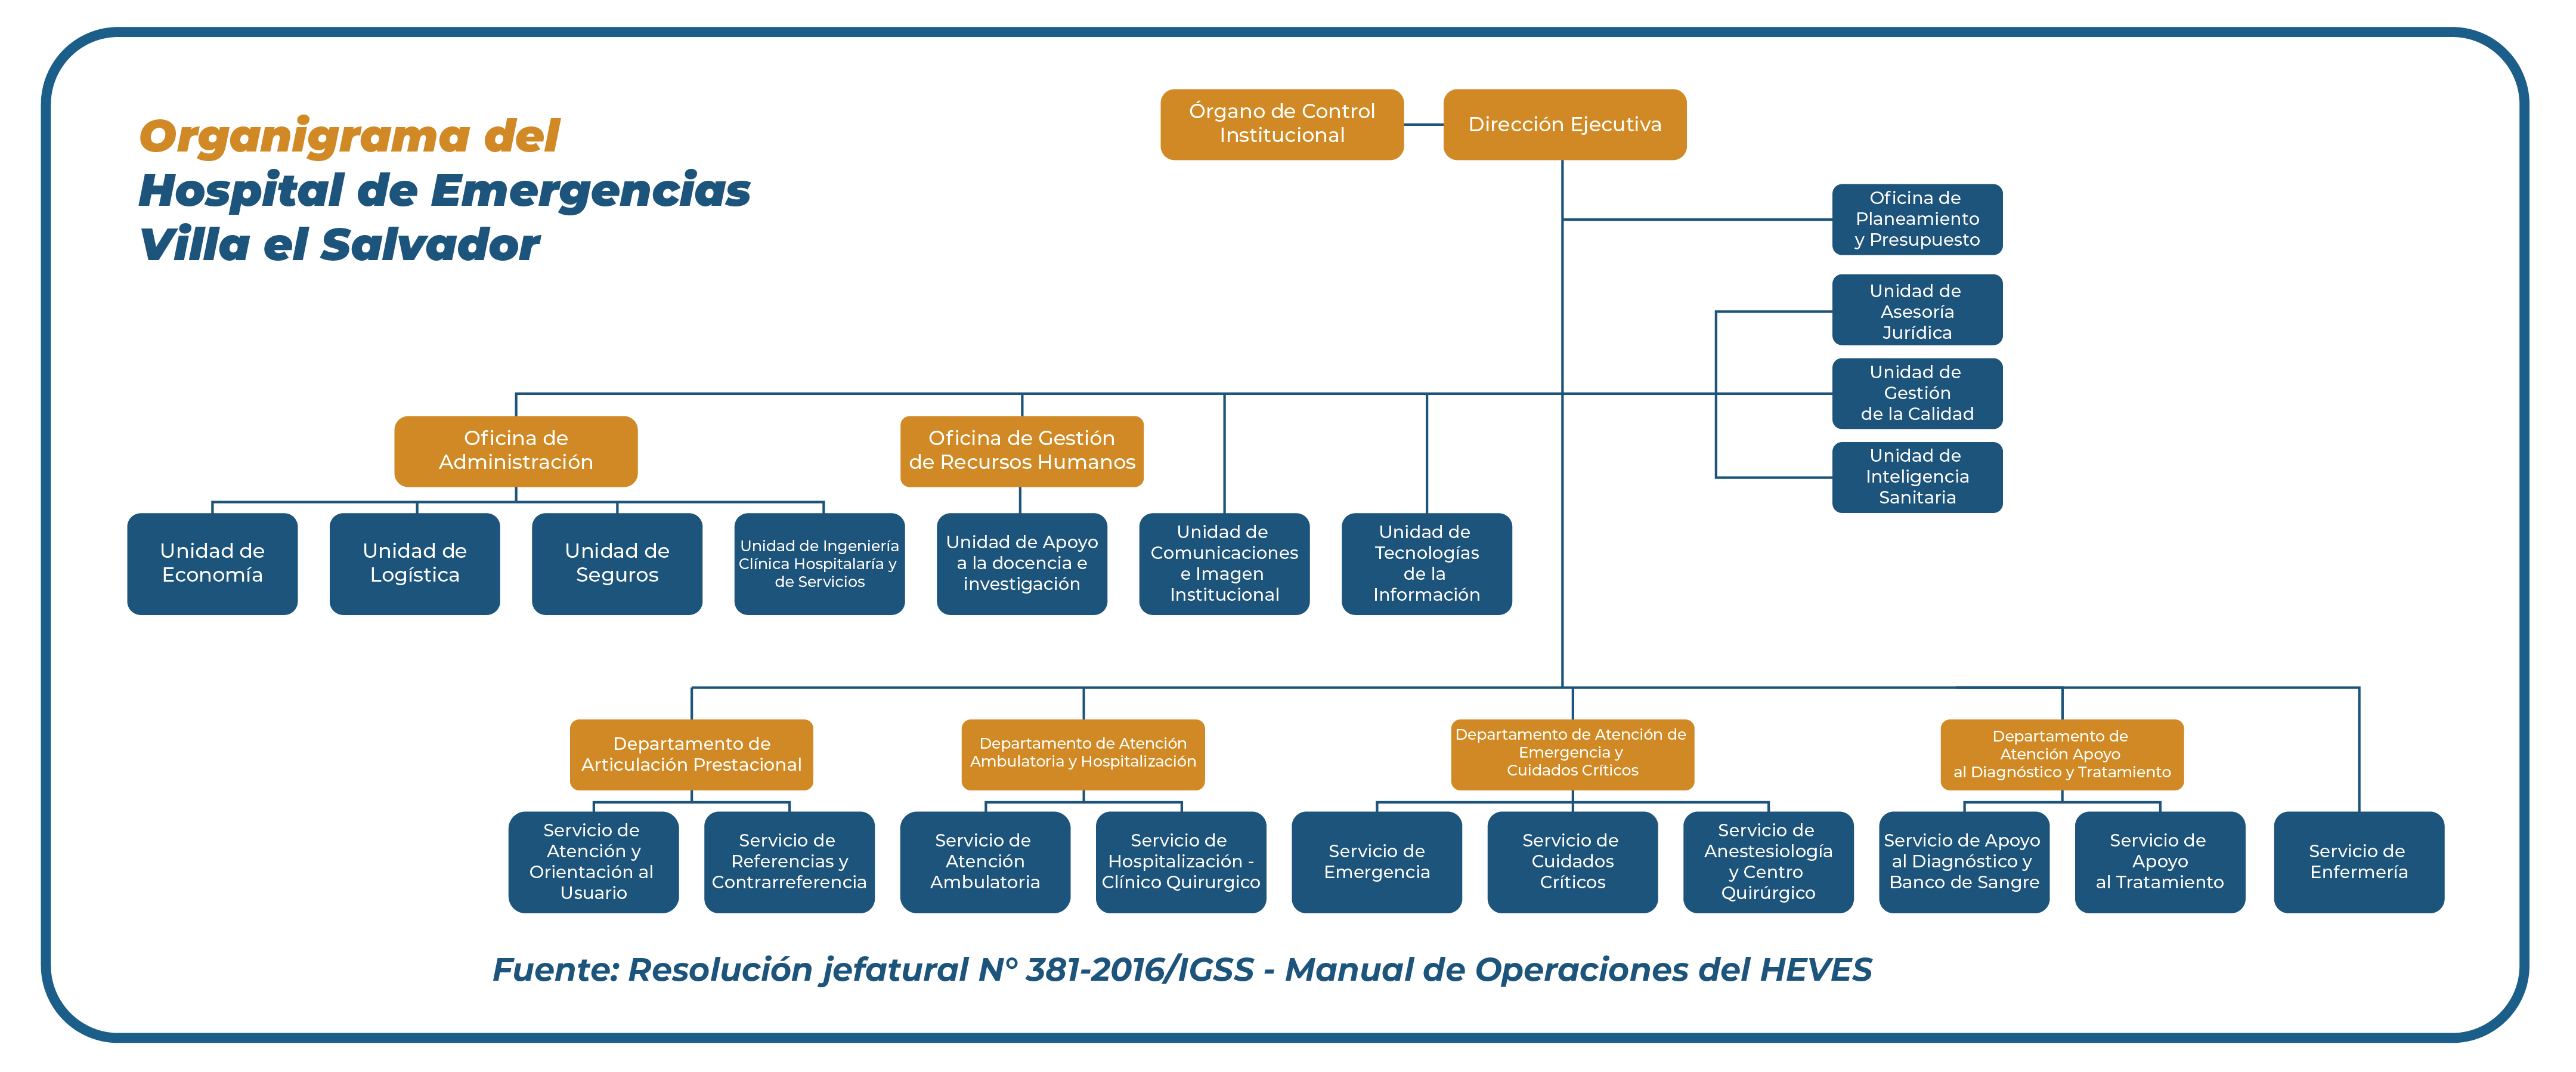 Organigrama del
Hospital de Emergencias
Villa el Salvador
Órgano de Control
Institucional
Dirección Ejecutiva
Oficina de
Planeamiento
y Presupuesto
Unidad de
Asesoría
Jurídica
Unidad de
Gestión
de la Calidad
Unidad de
Inteligencia
Sanitaria
Oficina de
Administración
Oficina de Gestión
de Recursos Humanos
Unidad de
Economía
Unidad de
Logística
Unidad de
Seguros
Unidad de Ingeniería
Clínica Hospitalaría y
de Servicios
Unidad de Apoyo
a la docencia e
investigación
Unidad de
Comunicaciones
e Imagen
Institucional
Unidad de
Tecnologías
de la
Información
Departamento de
Articulación Prestacional
Departamento de Atención
Ambulatoria y Hospitalización
Departamento de Atención de
Emergencia y
Cuidados Críticos
Departamento de
Atención Apoyo
al Diagnóstico y Tratamiento
Servicio de
Atención y
Orientación al
Usuario
Servicio de
Referencias y
Contrarreferencia
Servicio de
Atención
Ambulatoria
Servicio de
Hospitalización -
Clínico Quirurgico
Servicio de
Emergencia
Servicio de
Cuidados
Críticos
Servicio de
Anestesiología
y Centro
Quirúrgico
Servicio de Apoyo
al Diagnóstico y
Banco de Sangre
Servicio de
Apoyo
al Tratamiento
Servicio de
Enfermería
Fuente: Resolución jefatural N° 381-2016/IGSS - Manual de Operaciones del HEVES